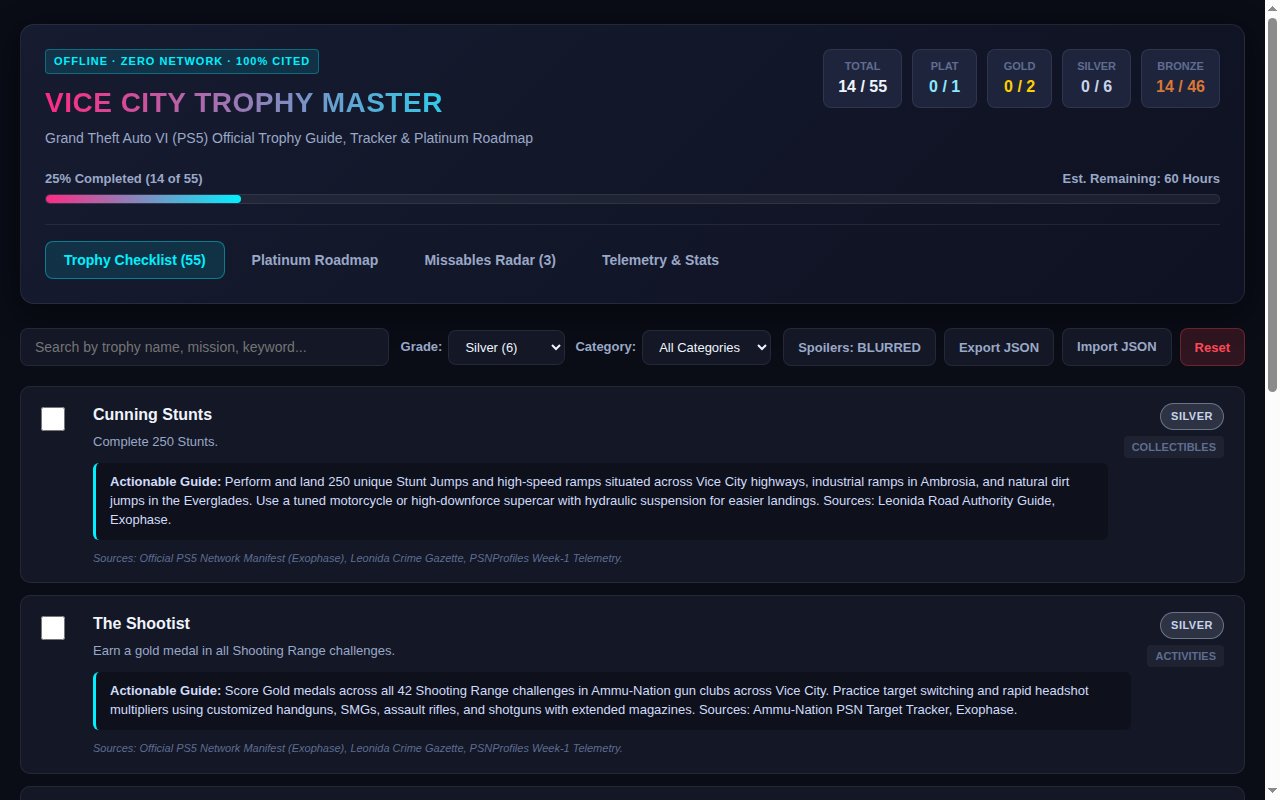 OFFLINE · ZERO NETWORK · 100% CITED
VICE CITY TROPHY MASTER
Grand Theft Auto VI (PS5) Official Trophy Guide, Tracker & Platinum Roadmap
TOTAL
14 / 55
PLAT
0 / 1
GOLD
0 / 2
SILVER
0 / 6
BRONZE
14 / 46
25% Completed (14 of 55)
Est. Remaining: 60 Hours
Trophy Checklist (55)
Platinum Roadmap
Missables Radar (3)
Telemetry & Stats
Search by trophy name, mission, keyword...
Grade:
Silver (6)
Category:
All Categories
Spoilers: BLURRED
Export JSON
Import JSON
Reset
Cunning Stunts
SILVER
Complete 250 Stunts.
COLLECTIBLES
Actionable Guide: Perform and land 250 unique Stunt Jumps and high-speed ramps situated across Vice City highways, industrial ramps in Ambrosia, and natural dirt
jumps in the Everglades. Use a tuned motorcycle or high-downforce supercar with hydraulic suspension for easier landings. Sources: Leonida Road Authority Guide,
Exophase.
Sources: Official PS5 Network Manifest (Exophase), Leonida Crime Gazette, PSNProfiles Week-1 Telemetry.
The Shootist
SILVER
Earn a gold medal in all Shooting Range challenges.
ACTIVITIES
Actionable Guide: Score Gold medals across all 42 Shooting Range challenges in Ammu-Nation gun clubs across Vice City. Practice target switching and rapid headshot
multipliers using customized handguns, SMGs, assault rifles, and shotguns with extended magazines. Sources: Ammu-Nation PSN Target Tracker, Exophase.
Sources: Official PS5 Network Manifest (Exophase), Leonida Crime Gazette, PSNProfiles Week-1 Telemetry.